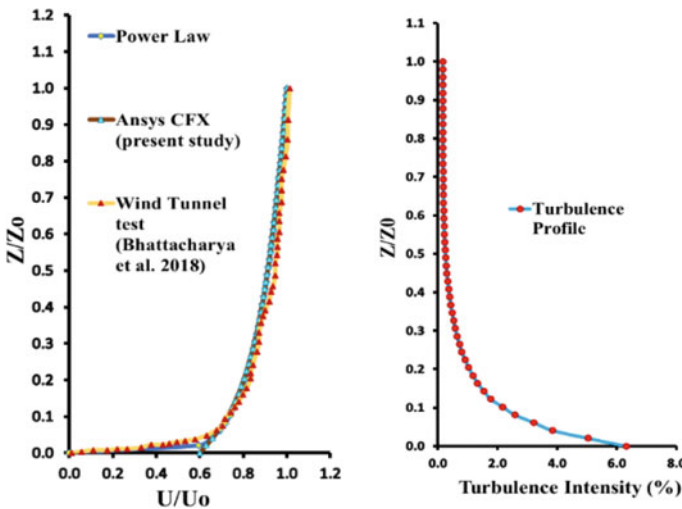 Power Law
Ansys CFX
(present study)
Wind Tunnel
test
(Bhattacharya
et al. 2018)
Z/Zo
1.2
1.1
1.0
0.9
0.8
0.7
0.6
0.5
0.4
0.3
0.2
0.1
0.0
0.0 0.2 0.4 0.6 0.8 1.0 1.2
U/Uo
Turbulence
Profile
Z/Z0
1.1
1.0
0.9
0.8
0.7
0.6
0.5
0.4
0.3
0.2
0.1
0.0
0.0 2.0 4.0 6.0 8.0
Turbulence Intensity (%)